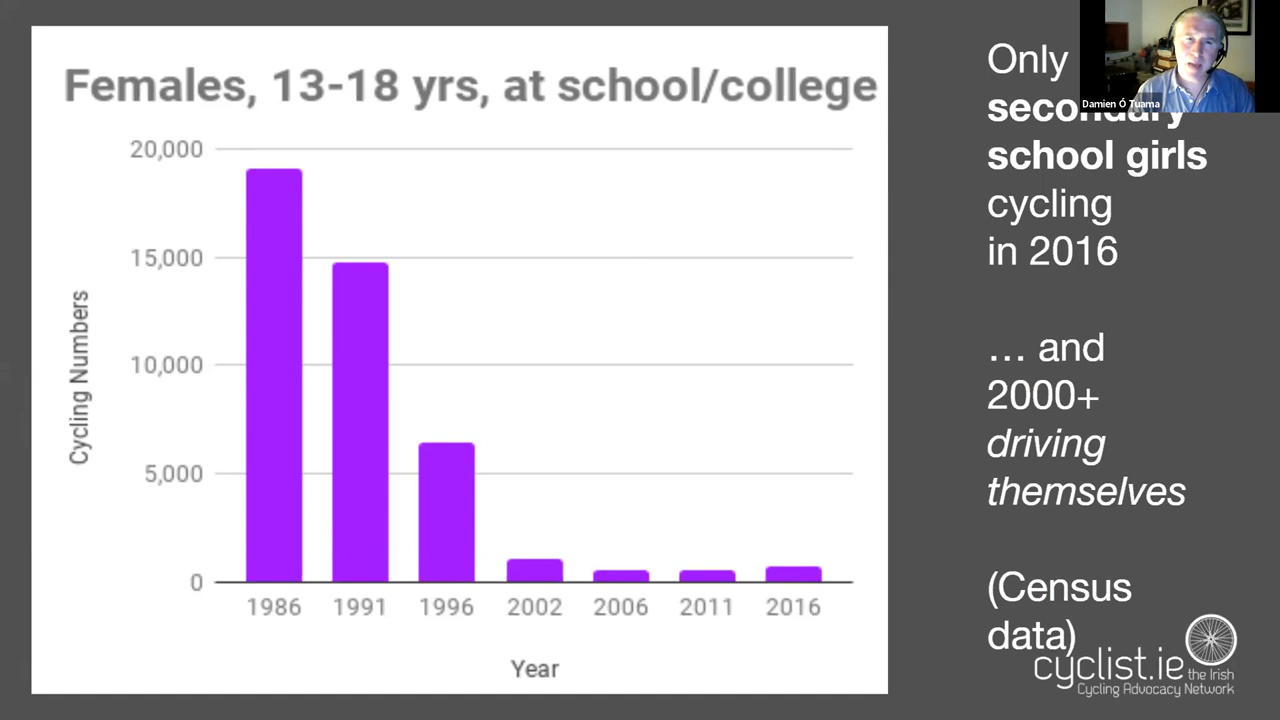 Females, 13-18 yrs, at school/college
20,000
15,000
10,000
5,000
0
Cycling Numbers
1986 1991 1996 2002 2006 2011 2016
Year
Only
secondary
school girls
cycling
in 2016
… and
2000+
driving
themselves
(Census
data)
Damien Ó Tuama
cyclist.ie the Irish
Cycling Advocacy Network